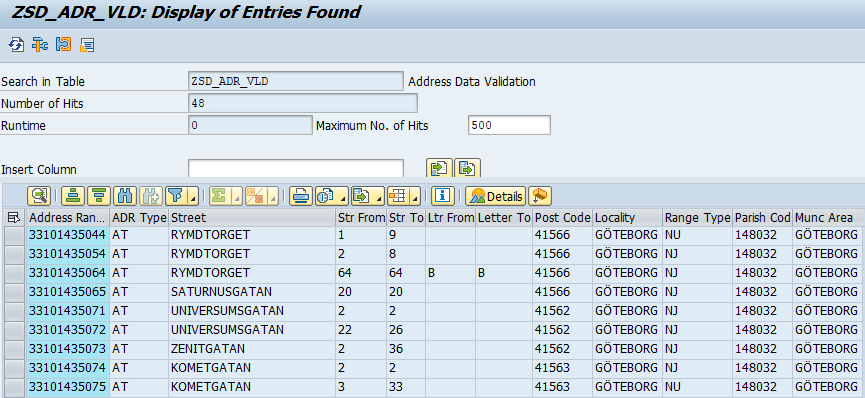 ZSD_ADR_VLD: Display of Entries Found
Search in Table ZSD_ADR_VLD Address Data Validation
Number of Hits 48
Runtime 0 Maximum No. of Hits 500
Insert Column
Details
Address Ran... ADR Type Street Str From Str To Ltr From Letter To Post Code Locality Range Type Parish Cod Munc Area
33101435044 AT RYMDTORGET 1 9 41566 GÖTEBORG NU 148032 GÖTEBORG
33101435054 AT RYMDTORGET 2 8 41566 GÖTEBORG NJ 148032 GÖTEBORG
33101435064 AT RYMDTORGET 64 64 B B 41566 GÖTEBORG NJ 148032 GÖTEBORG
33101435065 AT SATURNUSGATAN 20 20 41566 GÖTEBORG NJ 148032 GÖTEBORG
33101435071 AT UNIVERSUMSGATAN 2 2 41562 GÖTEBORG NJ 148032 GÖTEBORG
33101435072 AT UNIVERSUMSGATAN 22 26 41562 GÖTEBORG NJ 148032 GÖTEBORG
33101435073 AT ZENITGATAN 2 36 41562 GÖTEBORG NJ 148032 GÖTEBORG
33101435074 AT KOMETGATAN 2 2 41563 GÖTEBORG NJ 148032 GÖTEBORG
33101435075 AT KOMETGATAN 3 33 41563 GÖTEBORG NU 148032 GÖTEBORG